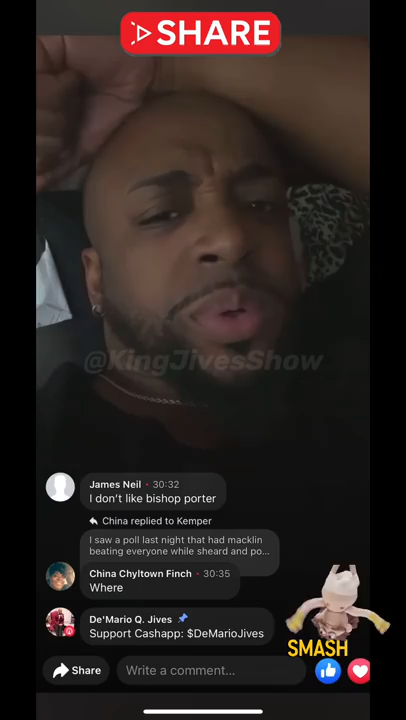 SHARE
@KingJivesShow
James Neil • 30:32
I don't like bishop porter
China replied to Kemper
I saw a poll last night that had macklin
beating everyone while sheard and po...
China Chyltown Finch • 30:35
Where
De'Mario Q. Jives
Support Cashapp: $DeMarioJives
SMASH
Share
Write a comment...